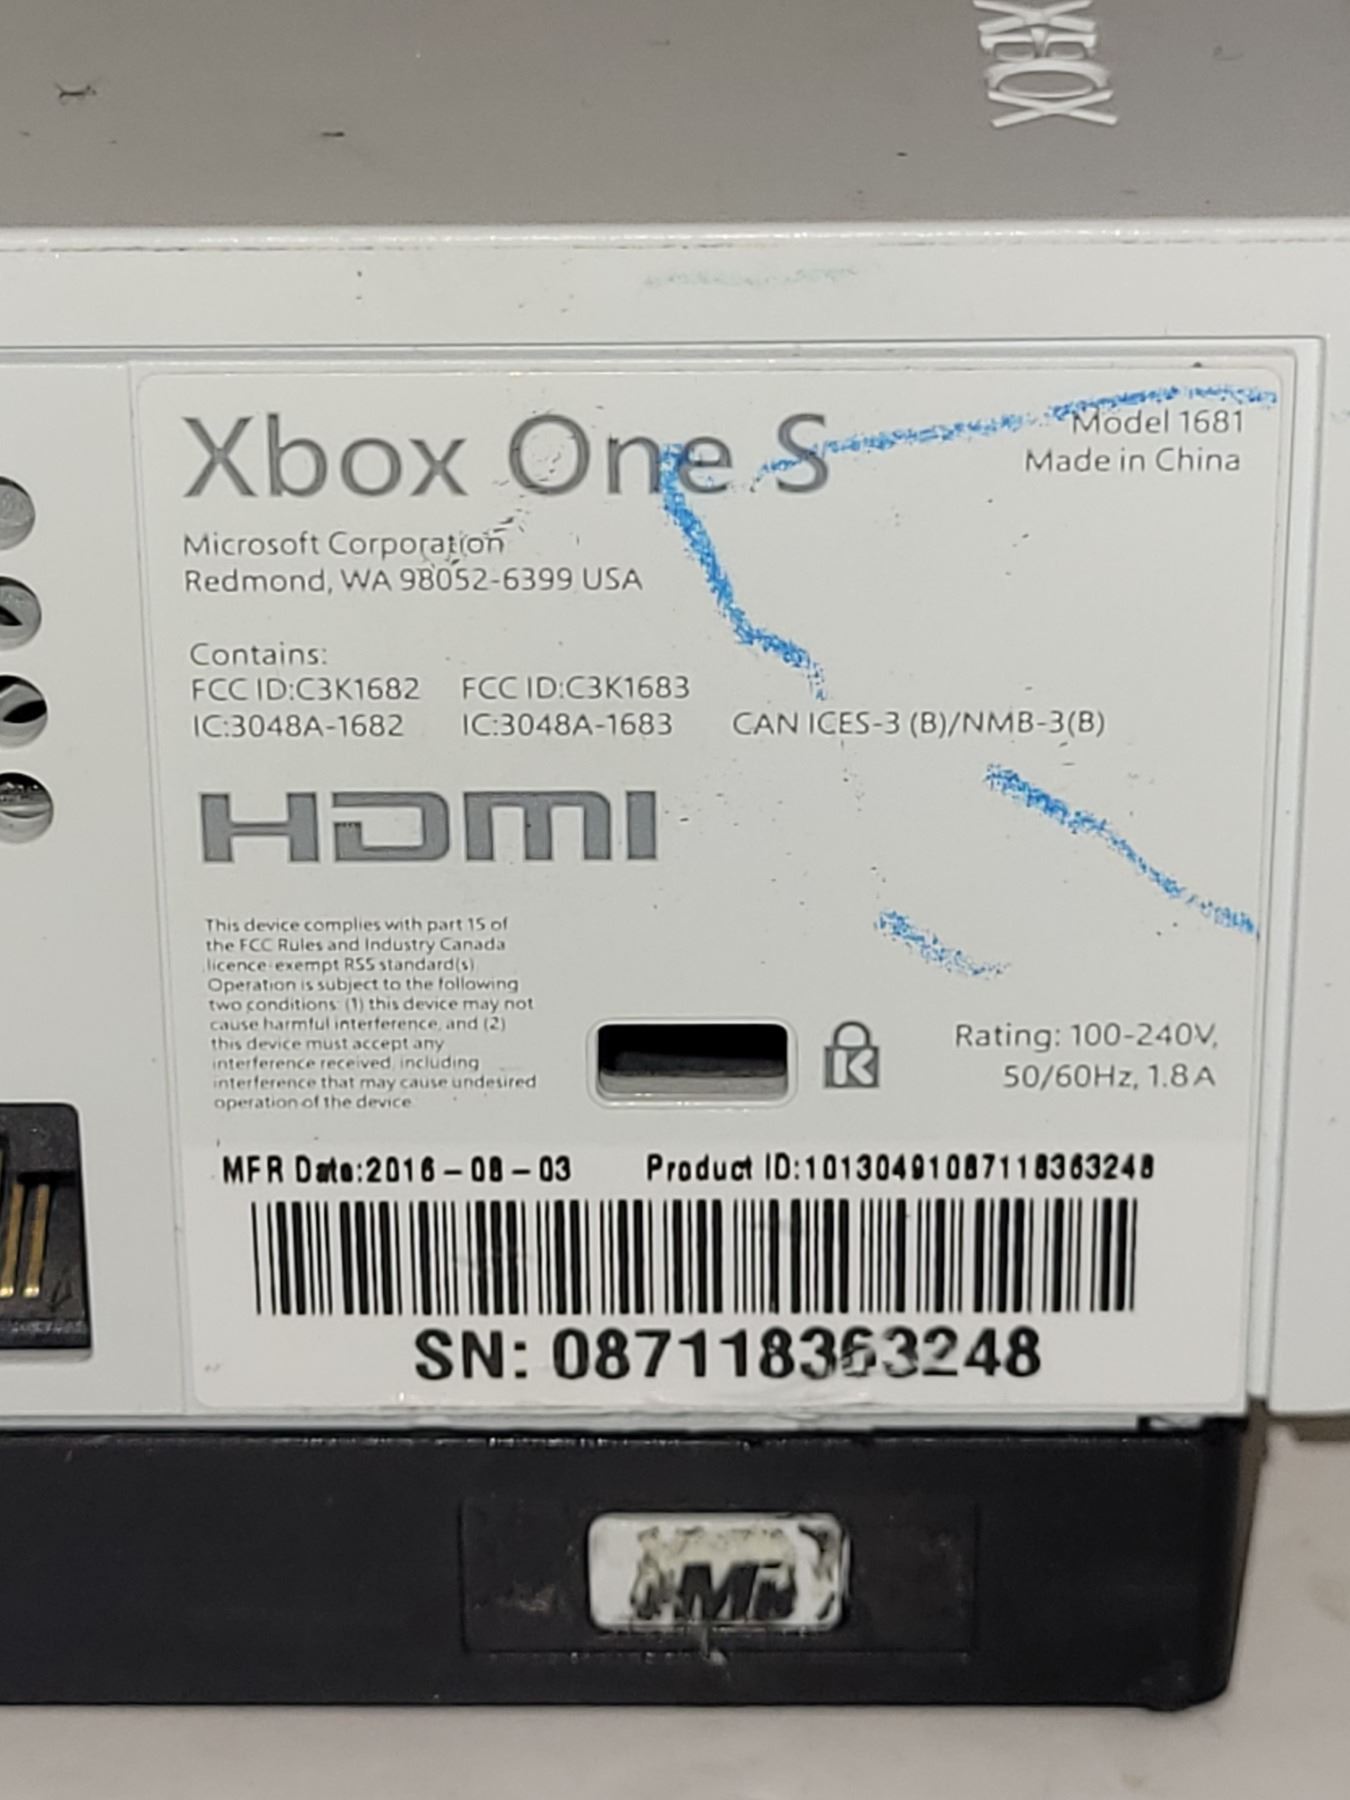 XBOX
Xbox One S
Model 1681
Made in China
Microsoft Corporation
Redmond, WA 98052-6399 USA
Contains:
FCC ID:C3K1682 FCC ID:C3K1683
IC:3048A-1682 IC:3048A-1683 CAN ICES-3 (B)/NMB-3(B)
HDMI
This device complies with part 15 of
the FCC Rules and Industry Canada
licence-exempt RSS standard(s).
Operation is subject to the following
two conditions: (1) this device may not
cause harmful interference, and (2)
this device must accept any
interference received, including
interference that may cause undesired
operation of the device.
K
Rating: 100-240V,
50/60Hz, 1.8 A
MFR Date:2016-08-03 Product ID:10130491087118363248
SN: 087118363248